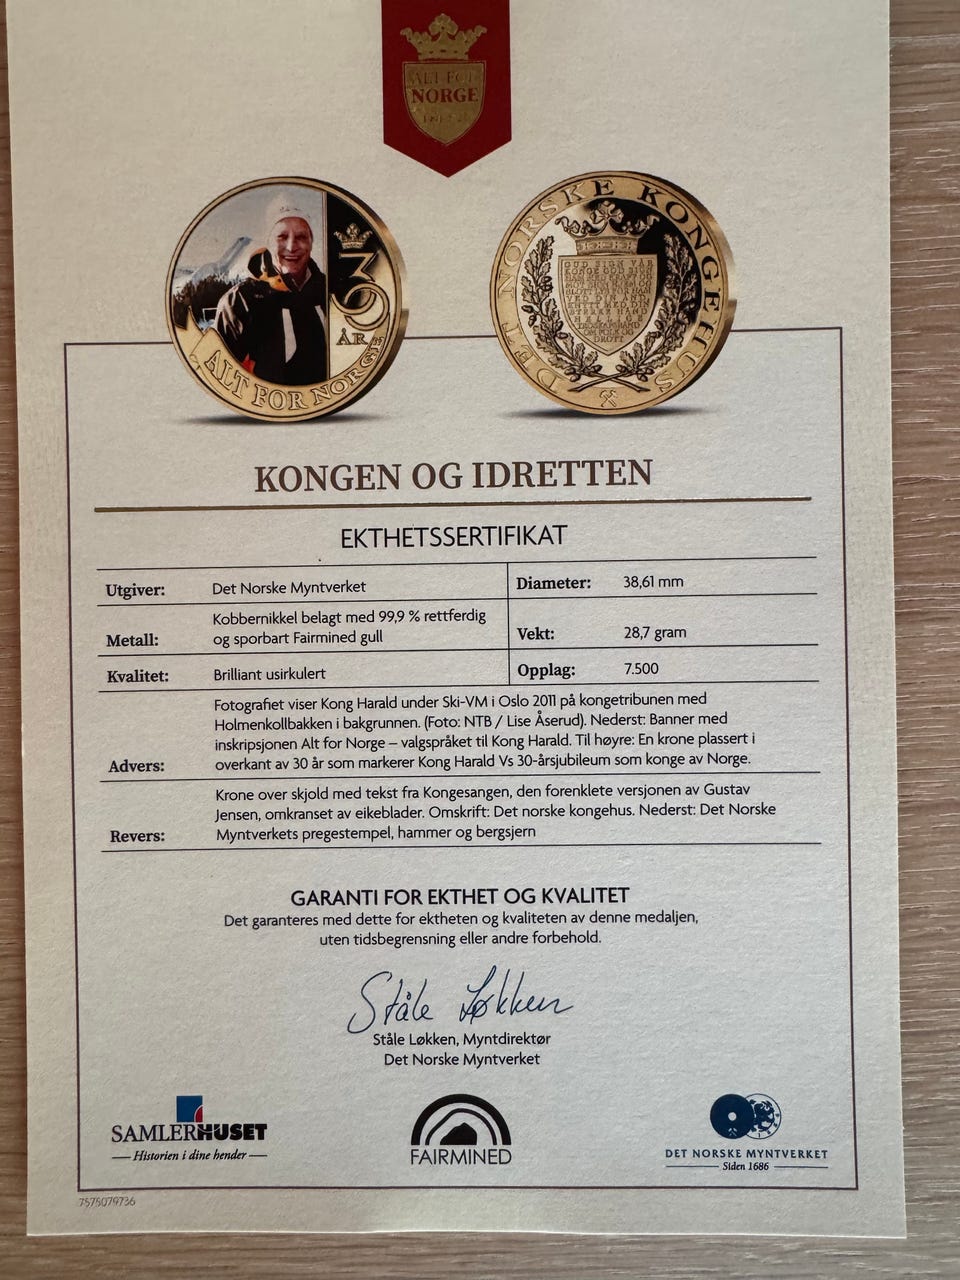 ALT FOR
NORGE
30
ÅR
ALT FOR NORGE
DET NORSKE KONGEHUS
GUD SIGN VÅR
KONGE GOD
KONGEN OG IDRETTEN
EKTHETSSERTIFIKAT
Utgiver: Det Norske Myntverket
Diameter: 38,61 mm
Metall: Kobbernikkel belagt med 99,9 % rettferdig
og sporbart Fairmined gull
Vekt: 28,7 gram
Kvalitet: Brilliant usirkulert
Opplag: 7.500
Advers: Fotografiet viser Kong Harald under Ski-VM i Oslo 2011 på kongetribunen med
Holmenkollbakken i bakgrunnen. (Foto: NTB / Lise Åserud). Nederst: Banner med
inskripsjonen Alt for Norge – valgspråket til Kong Harald. Til høyre: En krone plassert i
overkant av 30 år som markerer Kong Harald Vs 30-årsjubileum som konge av Norge.
Revers: Krone over skjold med tekst fra Kongesangen, den forenklete versjonen av Gustav
Jensen, omkranset av eikeblader. Omskrift: Det norske kongehus. Nederst: Det Norske
Myntverkets pregestempel, hammer og bergsjern
GARANTI FOR EKTHET OG KVALITET
Det garanteres med dette for ektheten og kvaliteten av denne medaljen,
uten tidsbegrensning eller andre forbehold.
Ståle Løkken
Ståle Løkken, Myntdirektør
Det Norske Myntverket
SAMLERHUSET
Historien i dine hender
FAIRMINED
DET NORSKE MYNTVERKET
Siden 1686
7575079736